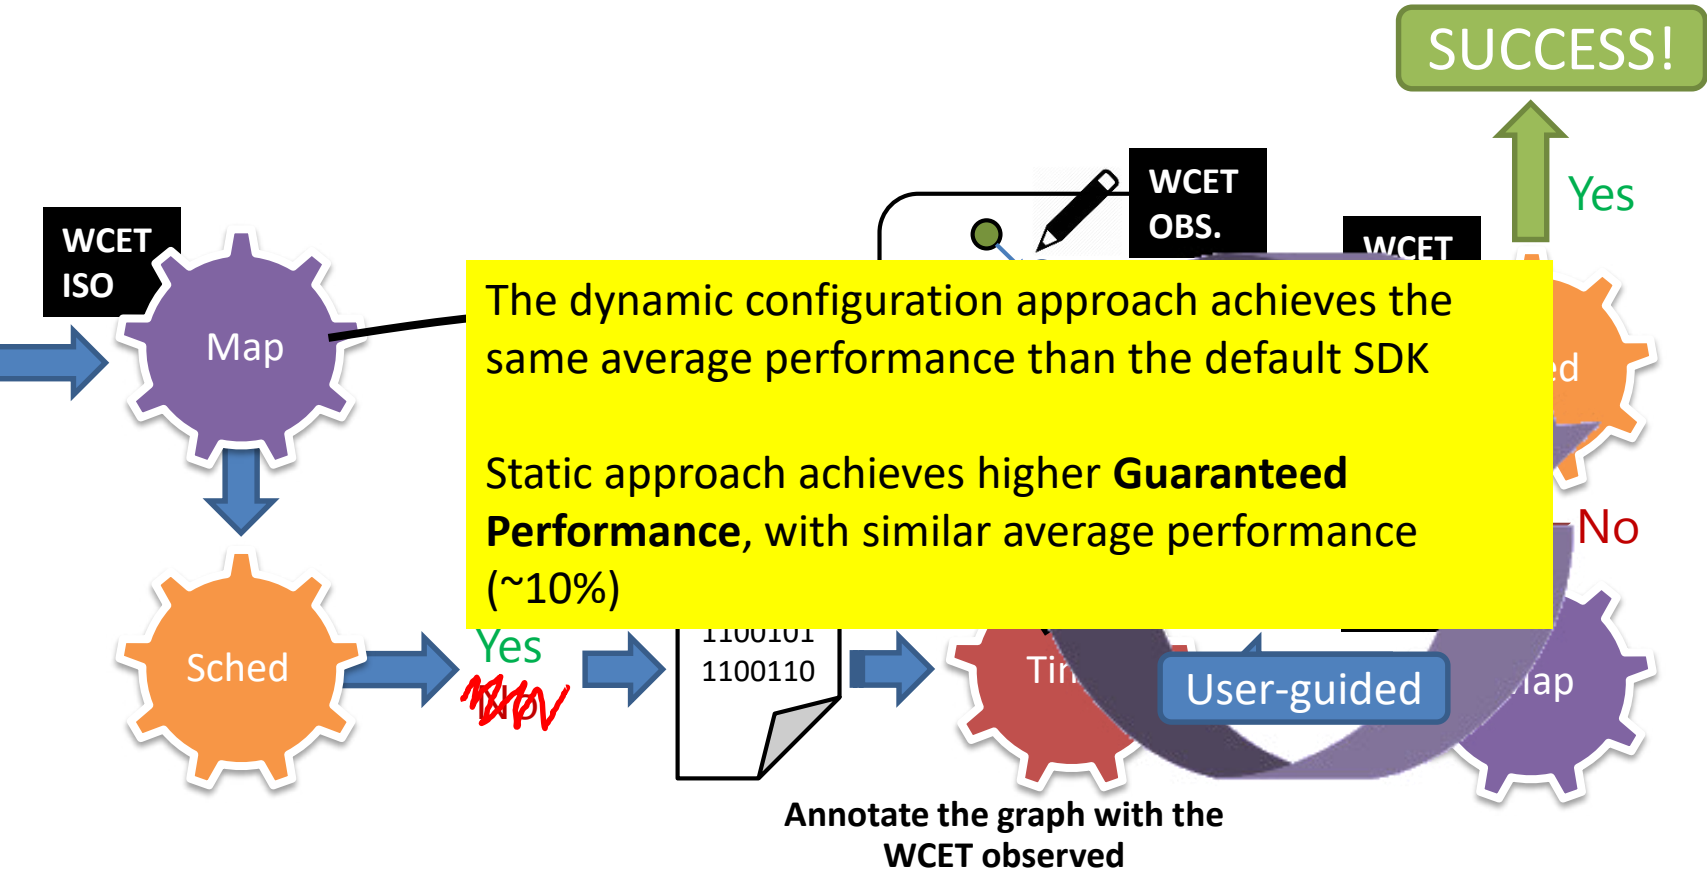 SUCCESS!
Yes
WCET
OBS.
WCET
ISO
WCET
Map
The dynamic configuration approach achieves the
same average performance than the default SDK
Static approach achieves higher Guaranteed
Performance, with similar average performance
(~10%)
No
1100101
1100110
Yes
No
Sched
User-guided
Annotate the graph with the
WCET observed